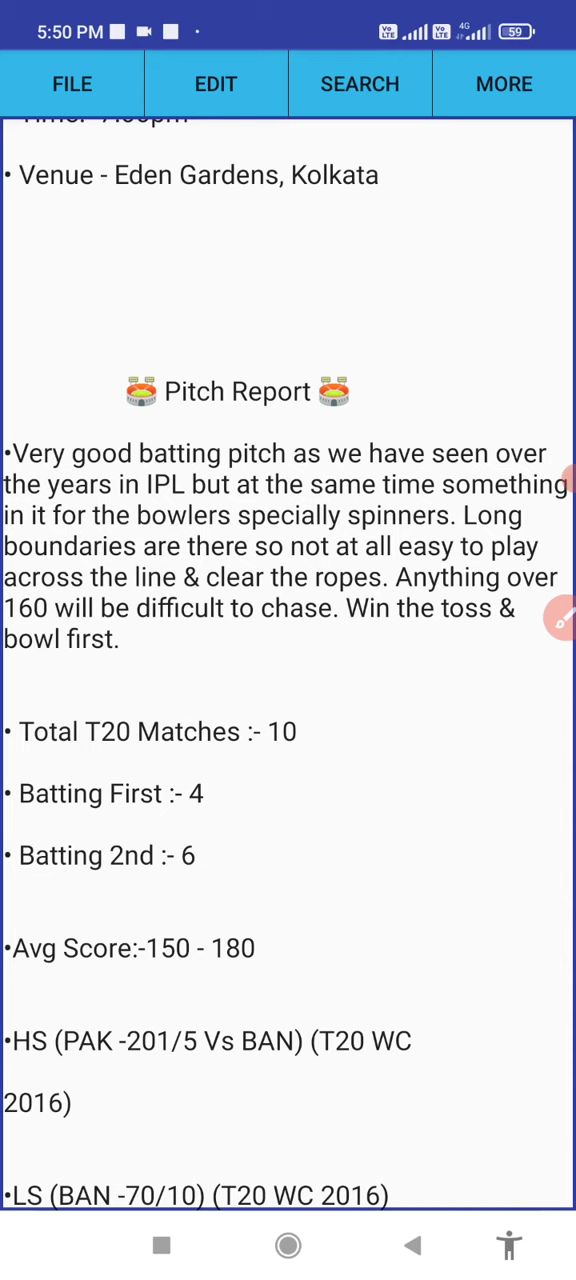 5:50 PM
4G
59
FILE EDIT SEARCH MORE
• Venue - Eden Gardens, Kolkata
Pitch Report
•Very good batting pitch as we have seen over
the years in IPL but at the same time something
in it for the bowlers specially spinners. Long
boundaries are there so not at all easy to play
across the line & clear the ropes. Anything over
160 will be difficult to chase. Win the toss &
bowl first.
• Total T20 Matches :- 10
• Batting First :- 4
• Batting 2nd :- 6
•Avg Score:-150 - 180
•HS (PAK -201/5 Vs BAN) (T20 WC
2016)
•LS (BAN -70/10) (T20 WC 2016)